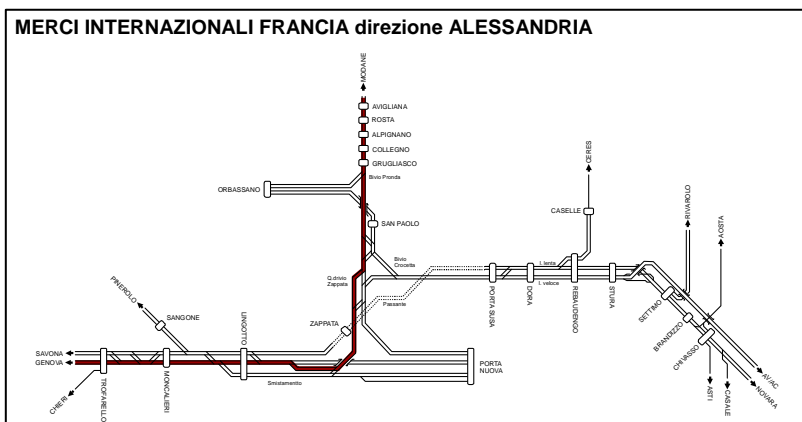 MERCI INTERNAZIONALI FRANCIA direzione ALESSANDRIA
MODANE
AVIGLIANA
ROSTA
ALPIGNANO
COLLEGNO
GRUGLIASCO
Bivio Pronda
ORBASSANO
SAN PAOLO
Bivio
Crocetta
CERES
CASELLE
RIVAROLO
AOSTA
Q.drivio
Zappata
l. lenta
l. veloce
Passante
PORTA SUSA
DORA
REBAUDENGO
STURA
SETTIMO
BRANDIZZO
CHIVASSO
PINEROLO
SANGONE
LINGOTTO
ZAPPATA
SAVONA
GENOVA
CHIERI
TROFARELLO
MONCALIERI
Smistamento
PORTA
NUOVA
ASTI
CASALE
NOVARA
AV/AC